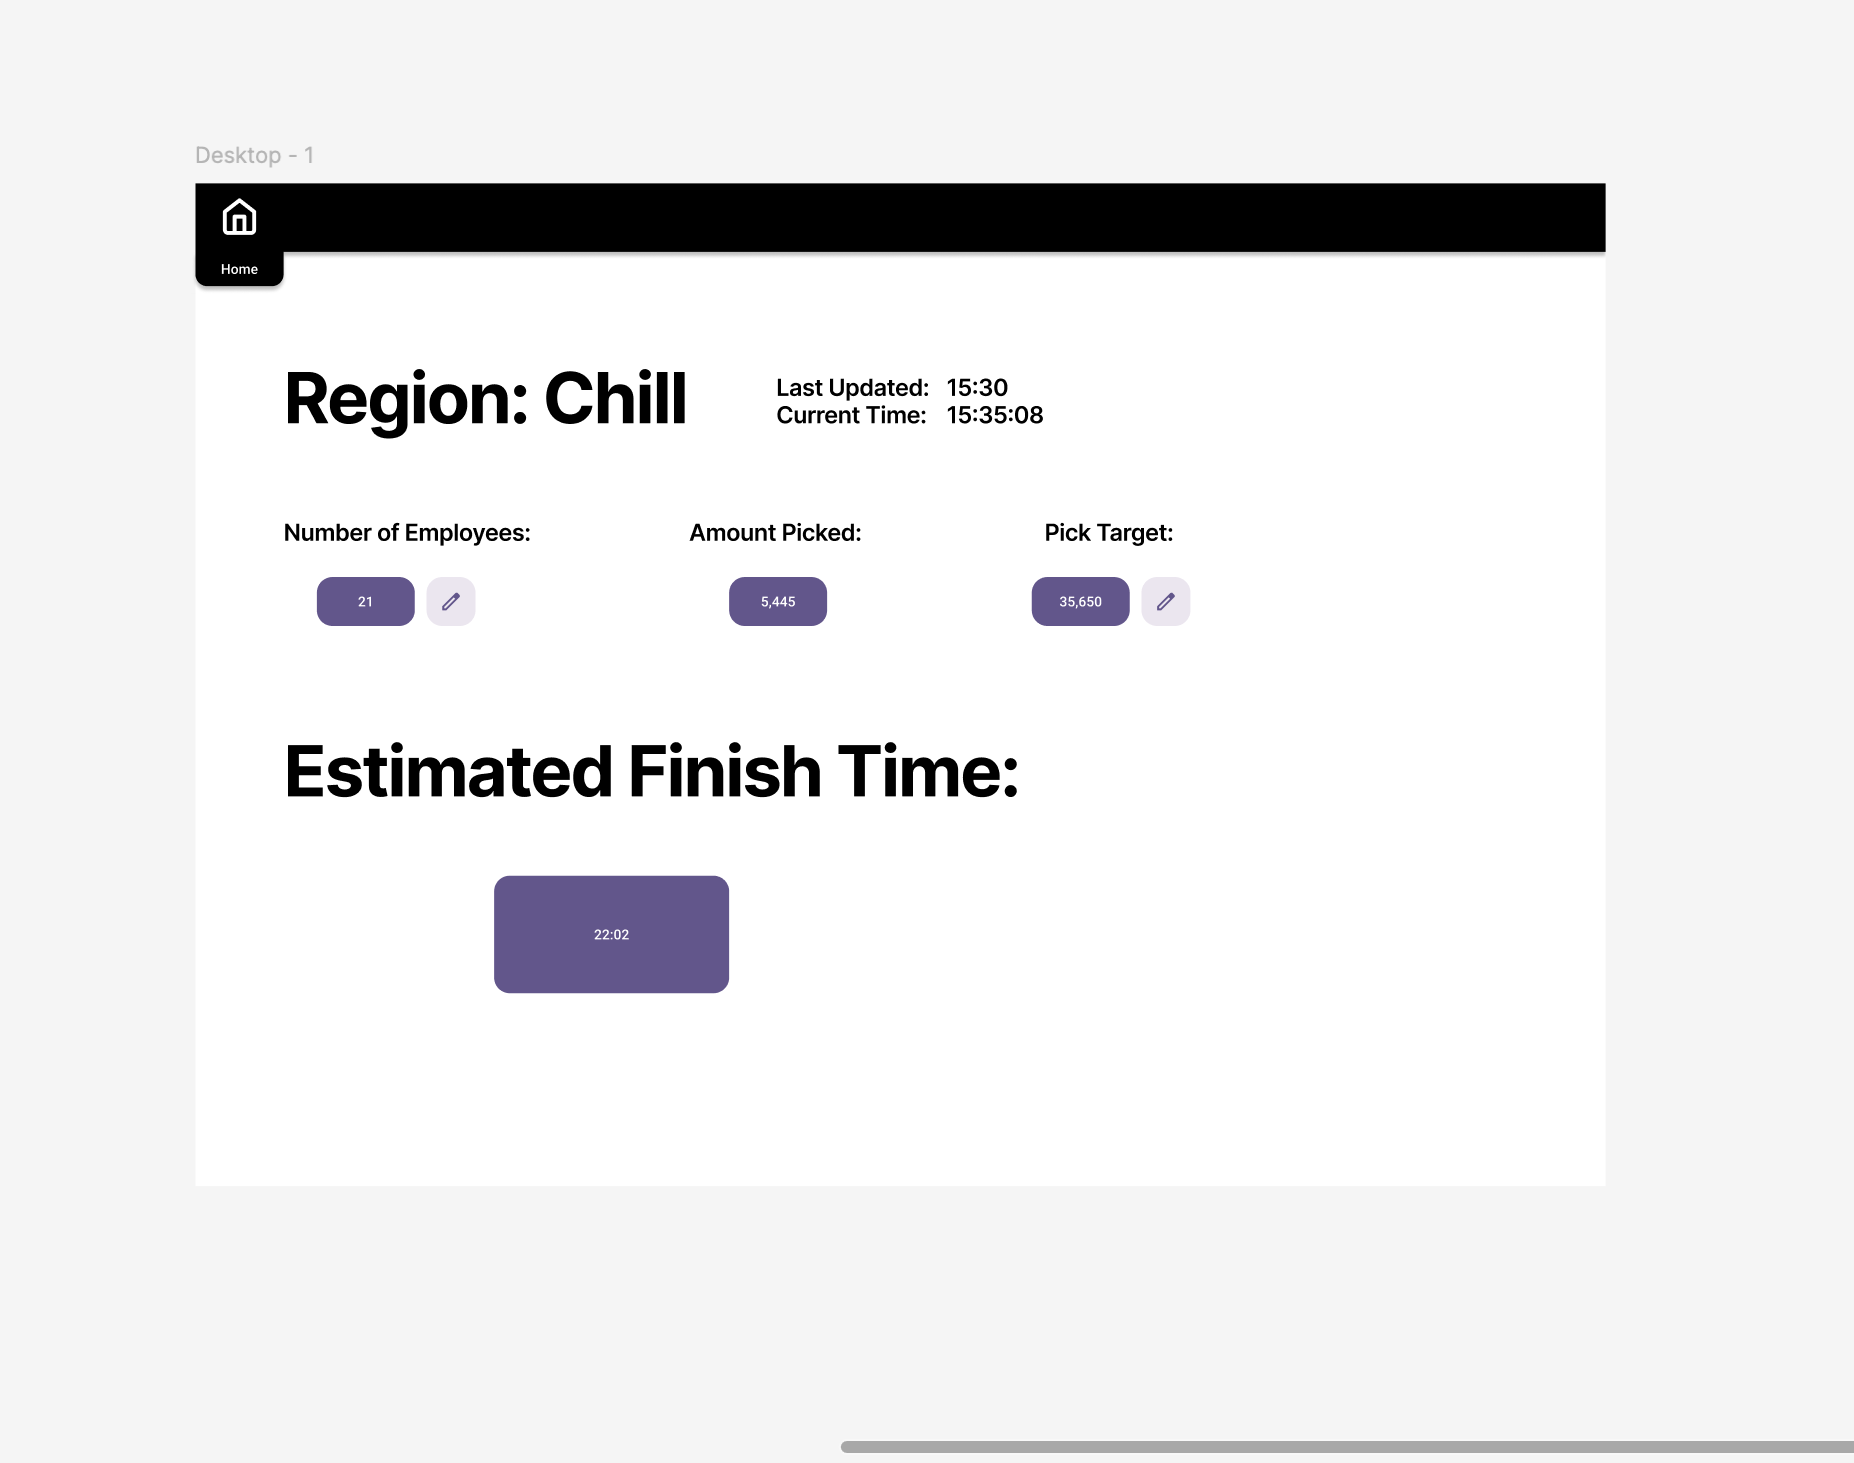 Desktop - 1
Home
Region: Chill
Last Updated: 15:30
Current Time: 15:35:08
Number of Employees: Amount Picked: Pick Target:
21 5,445 35,650
Estimated Finish Time:
22:02